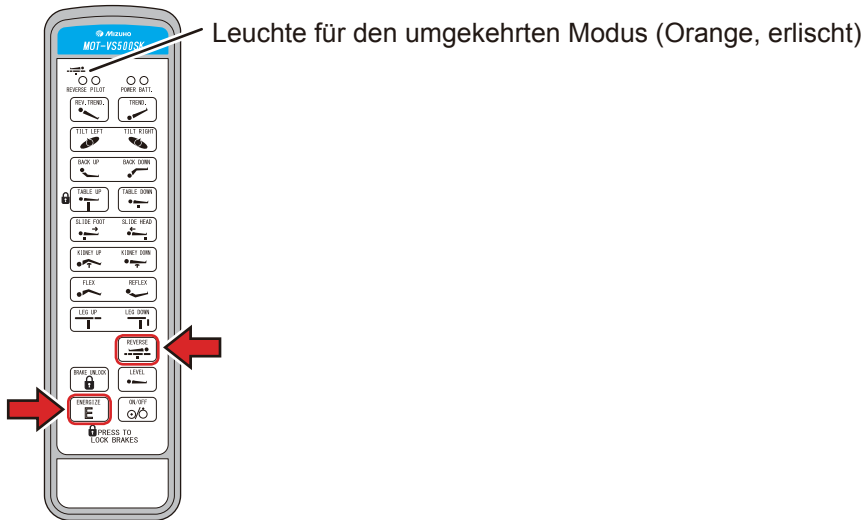 Leuchte für den umgekehrten Modus (Orange, erlischt)
MIZUHO
MOT-VS500SK
REVERSE PILOT POWER BATT.
REV.TREND. TREND.
TILT LEFT TILT RIGHT
BACK UP BACK DOWN
TABLE UP TABLE DOWN
SLIDE FOOT SLIDE HEAD
KIDNEY UP KIDNEY DOWN
FLEX REFLEX
LEG UP LEG DOWN
REVERSE
BRAKE UNLOCK LEVEL
ENERGIZE ON/OFF
E
PRESS TO
LOCK BRAKES